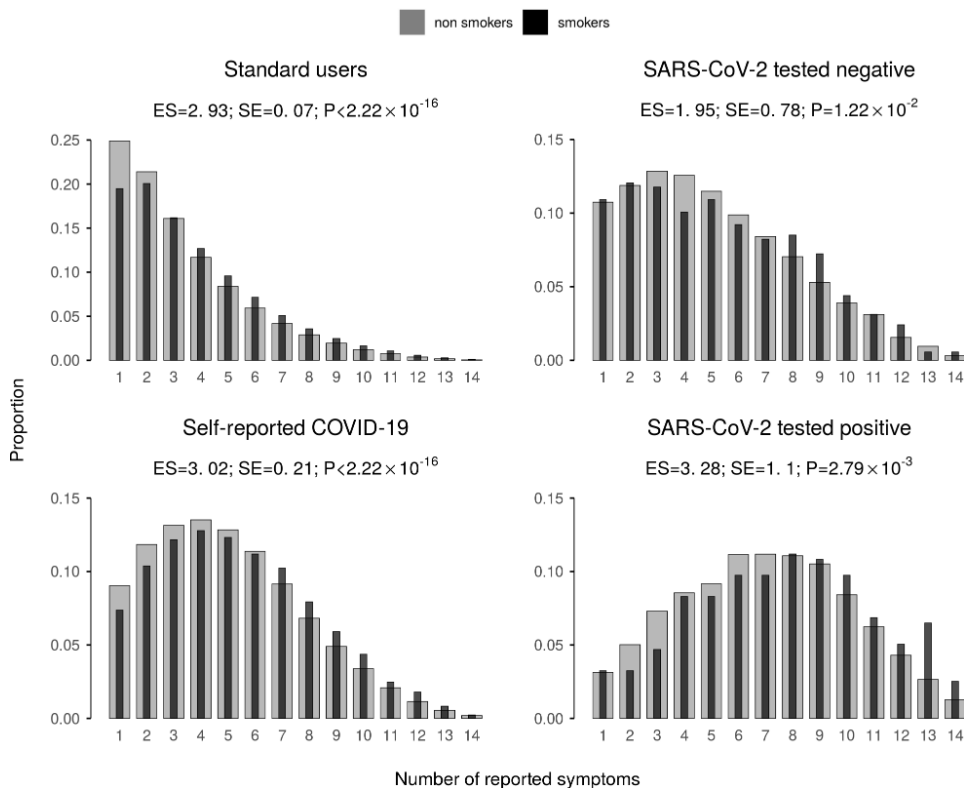 non smokers smokers
Standard users
ES=2. 93; SE=0. 07; P<2.22×10-16
0.25
0.20
0.15
0.10
0.05
0.00
1 2 3 4 5 6 7 8 9 10 11 12 13 14
SARS-CoV-2 tested negative
ES=1. 95; SE=0. 78; P=1.22×10-2
0.15
0.10
0.05
0.00
1 2 3 4 5 6 7 8 9 10 11 12 13 14
Proportion
Self-reported COVID-19
ES=3. 02; SE=0. 21; P<2.22×10-16
0.15
0.10
0.05
0.00
1 2 3 4 5 6 7 8 9 10 11 12 13 14
SARS-CoV-2 tested positive
ES=3. 28; SE=1. 1; P=2.79×10-3
0.15
0.10
0.05
0.00
1 2 3 4 5 6 7 8 9 10 11 12 13 14
Number of reported symptoms